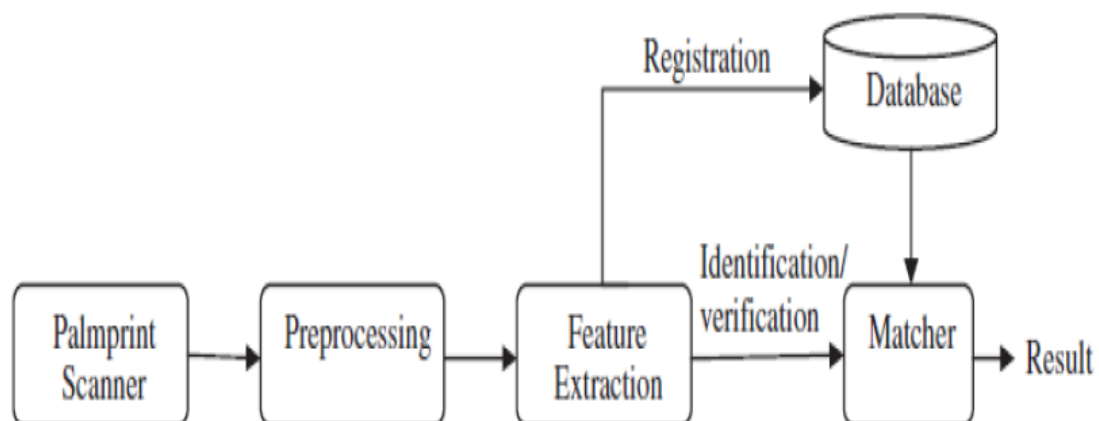 Registration
Database
Identification/
verification
Palmprint
Scanner
Preprocessing
Feature
Extraction
Matcher
Result